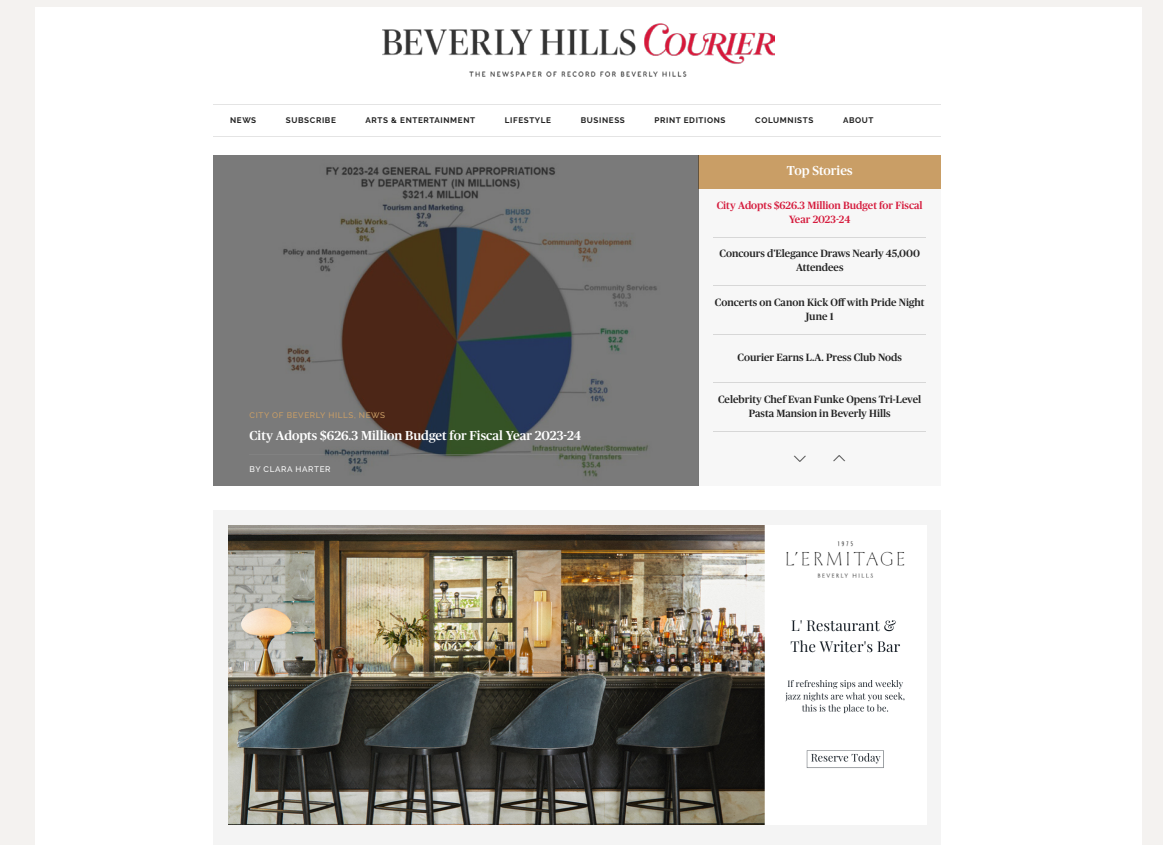 BEVERLY HILLS COURIER
THE NEWSPAPER OF RECORD FOR BEVERLY HILLS
NEWS SUBSCRIBE ARTS & ENTERTAINMENT LIFESTYLE BUSINESS PRINT EDITIONS COLUMNISTS ABOUT
FY 2023-24 GENERAL FUND APPROPRIATIONS
BY DEPARTMENT (IN MILLIONS)
$321.4 MILLION
Tourism and Marketing
$7.9
2%
BHUSD
$11.7
4%
Public Works
$24.5
8%
Community Development
$24.0
7%
Policy and Management
$1.5
0%
Community Services
$40.3
13%
Finance
$2.2
1%
Police
$109.4
34%
Fire
$52.0
16%
CITY OF BEVERLY HILLS, NEWS
City Adopts $626.3 Million Budget for Fiscal Year 2023-24
Non-Departmental
$12.5
4%
Infrastructure/Water/Stormwater/
Parking Transfers
$35.4
11%
BY CLARA HARTER
Top Stories
City Adopts $626.3 Million Budget for Fiscal
Year 2023-24
Concours d'Elegance Draws Nearly 45,000
Attendees
Concerts on Canon Kick Off with Pride Night
June 1
Courier Earns L.A. Press Club Nods
Celebrity Chef Evan Funke Opens Tri-Level
Pasta Mansion in Beverly Hills
1975
L'ERMITAGE
BEVERLY HILLS
L' Restaurant &
The Writer's Bar
If refreshing sips and weekly
jazz nights are what you seek,
this is the place to be.
Reserve Today